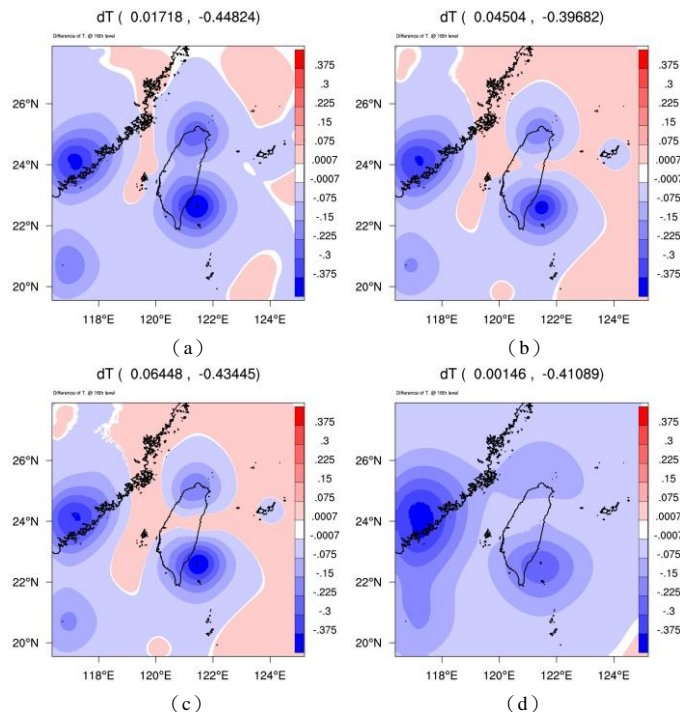 dT ( 0.01718 , -0.44824)
Difference of T. @ 16th level
26°N
24°N
22°N
20°N
118°E 120°E 122°E 124°E
.375
.3
.225
.15
.075
.0007
-.0007
-.075
-.15
-.225
-.3
-.375
(a)
dT ( 0.04504 , -0.39682)
Difference of T. @ 16th level
26°N
24°N
22°N
20°N
118°E 120°E 122°E 124°E
.375
.3
.225
.15
.075
.0007
-.0007
-.075
-.15
-.225
-.3
-.375
(b)
dT ( 0.06448 , -0.43445)
Difference of T. @ 16th level
26°N
24°N
22°N
20°N
118°E 120°E 122°E 124°E
.375
.3
.225
.15
.075
.0007
-.0007
-.075
-.15
-.225
-.3
-.375
(c)
dT ( 0.00146 , -0.41089)
Difference of T. @ 16th level
26°N
24°N
22°N
20°N
118°E 120°E 122°E 124°E
.375
.3
.225
.15
.075
.0007
-.0007
-.075
-.15
-.225
-.3
-.375
(d)